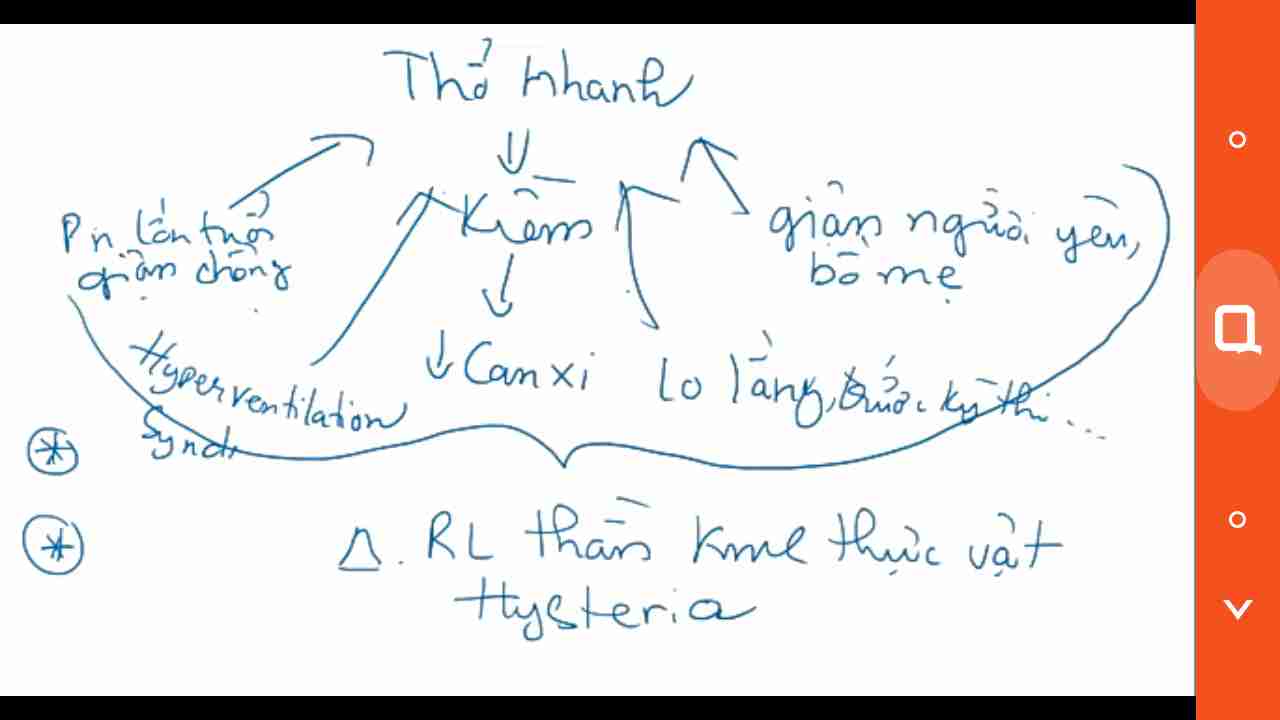 Thở nhanh
Kiềm
↓ Canxi
Pn lớn tuổi
giận chồng
Hyperventilation
Synd.
giận người yêu,
bố mẹ
lo lắng, trước kỳ thi...
Δ. RL thần kinh thực vật
Hysteria